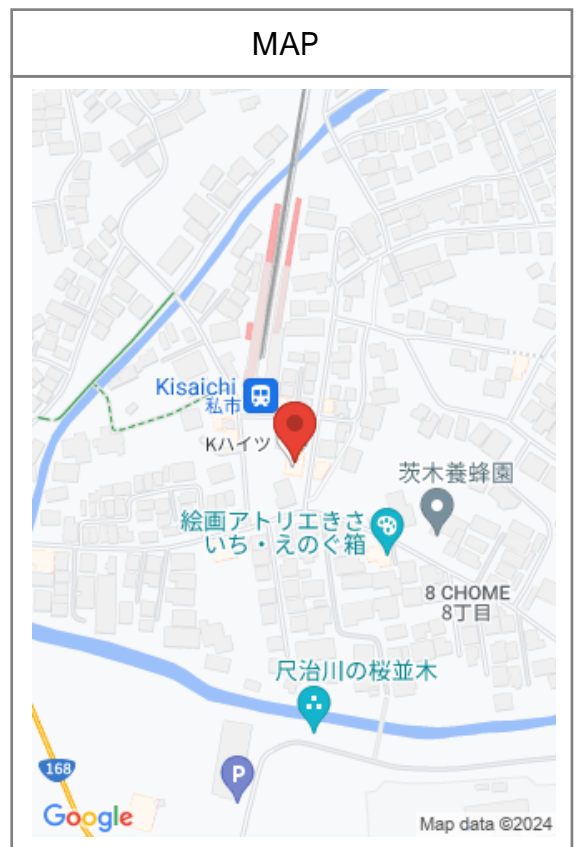 MAP
Kisaichi
私市
Kハイツ
茨木養蜂園
絵画アトリエきさ
いち・えのぐ箱
8 CHOME
8丁目
尺治川の桜並木
168
P
Google
Map data ©2024